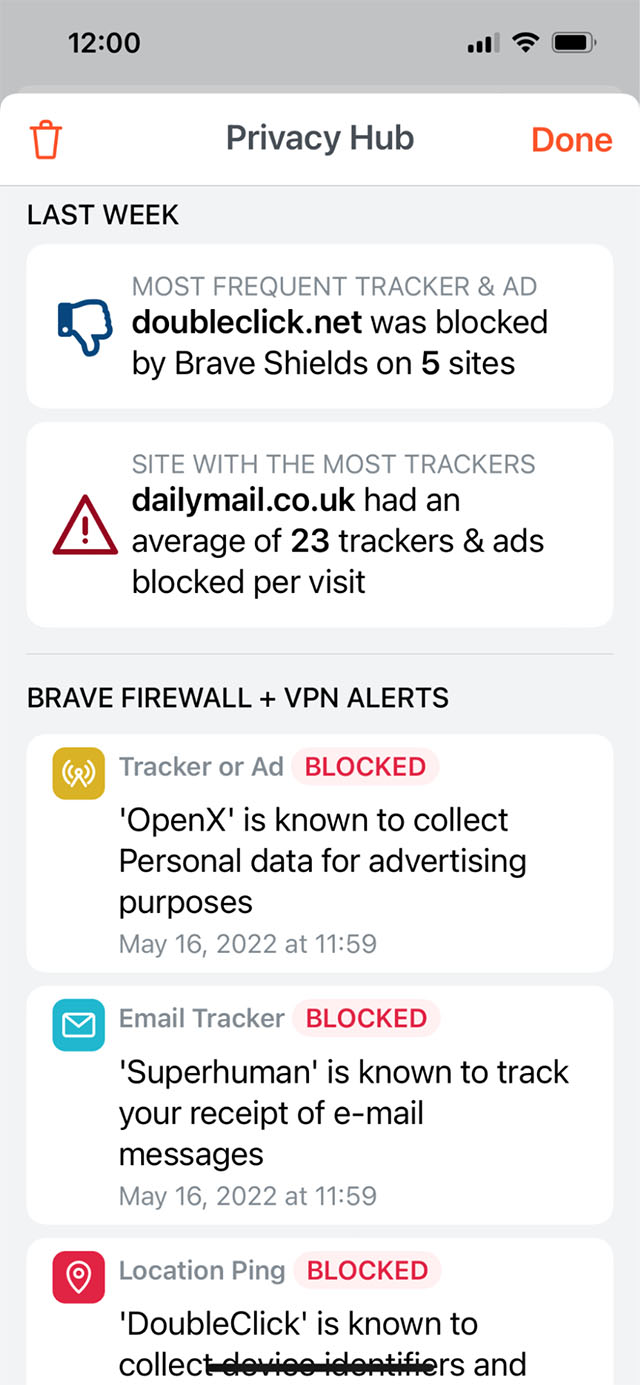 12:00
Privacy Hub
Done
LAST WEEK
MOST FREQUENT TRACKER & AD
doubleclick.net was blocked
by Brave Shields on 5 sites
SITE WITH THE MOST TRACKERS
dailymail.co.uk had an
average of 23 trackers & ads
blocked per visit
BRAVE FIREWALL + VPN ALERTS
Tracker or Ad BLOCKED
'OpenX' is known to collect
Personal data for advertising
purposes
May 16, 2022 at 11:59
Email Tracker BLOCKED
'Superhuman' is known to track
your receipt of e-mail
messages
May 16, 2022 at 11:59
Location Ping BLOCKED
'DoubleClick' is known to
collect device identifiers and